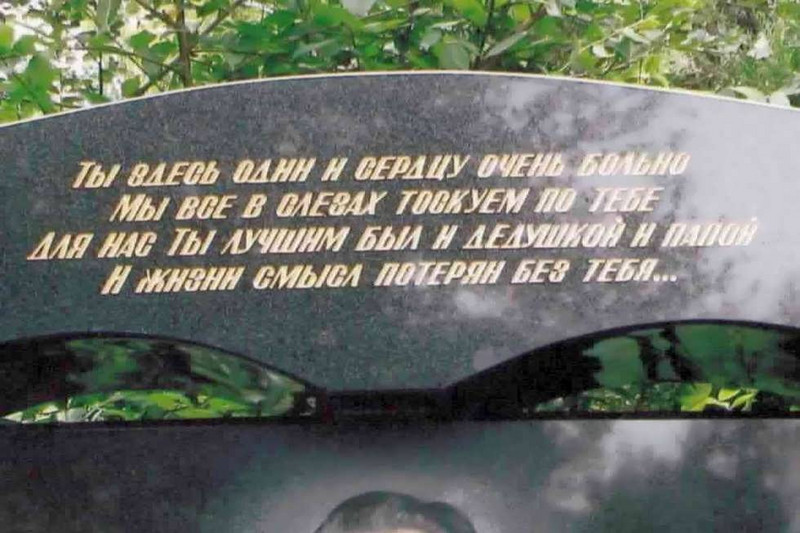 Ты здесь один и сердцу очень больно
Мы все в слезах тоскуем по тебе
Для нас Ты лучшим был и дедушкой и папой
И жизни смысл потерян без тебя...